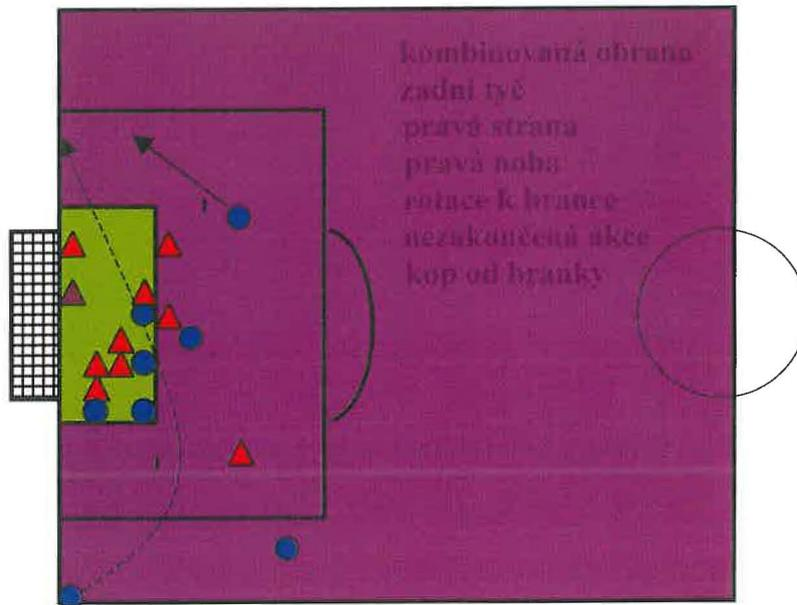 kombinovaná obrana
zadní tyč
pravá strana
pravá noha
rotace k brance
nezakončená akce
kop od branky